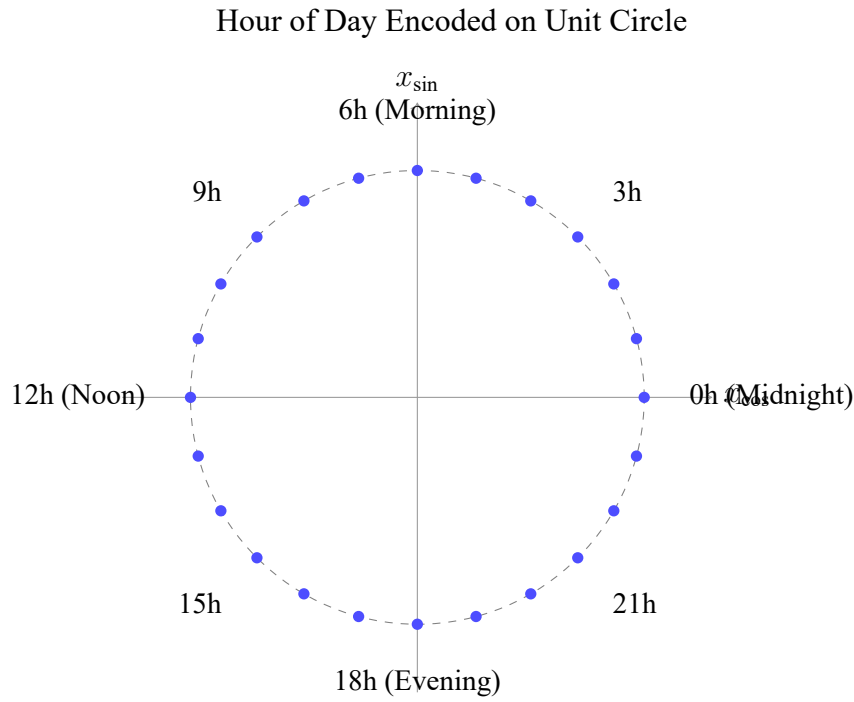 Hour of Day Encoded on Unit Circle
x_sin
6h (Morning)
9h
3h
12h (Noon)
0h (Midnight)
x_cos
15h
21h
18h (Evening)